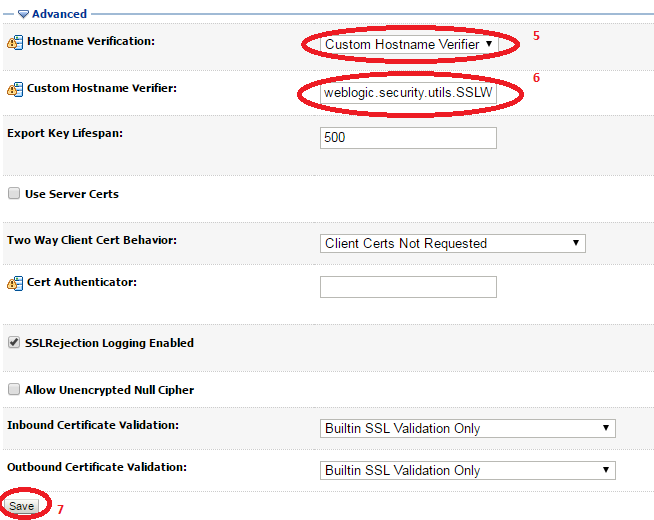 Advanced
Hostname Verification: Custom Hostname Verifier 5
Custom Hostname Verifier: weblogic.security.utils.SSLW 6
Export Key Lifespan: 500
Use Server Certs
Two Way Client Cert Behavior: Client Certs Not Requested
Cert Authenticator:
SSLRejection Logging Enabled
Allow Unencrypted Null Cipher
Inbound Certificate Validation: Builtin SSL Validation Only
Outbound Certificate Validation: Builtin SSL Validation Only
Save 7